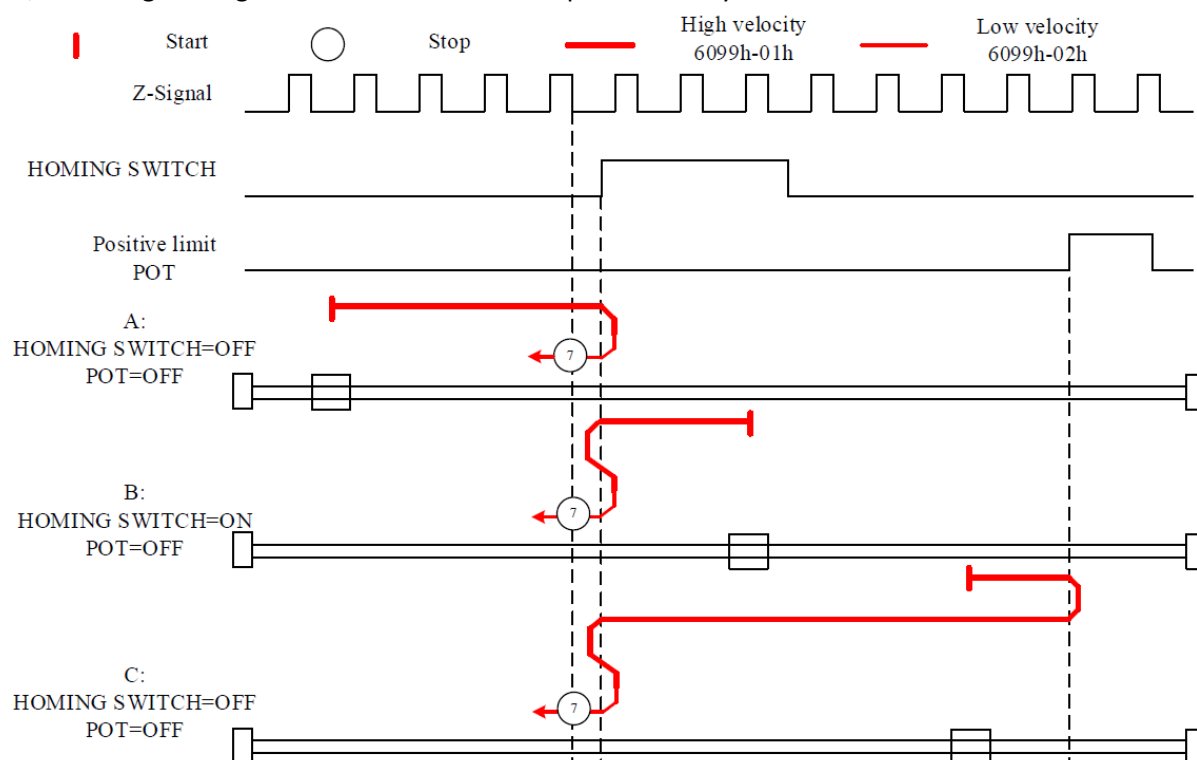 Start
Stop
High velocity
6099h-01h
Low velocity
6099h-02h
Z-Signal
HOMING SWITCH
Positive limit
POT
A:
HOMING SWITCH=OFF
POT=OFF
7
B:
HOMING SWITCH=ON
POT=OFF
7
C:
HOMING SWITCH=OFF
POT=OFF
7